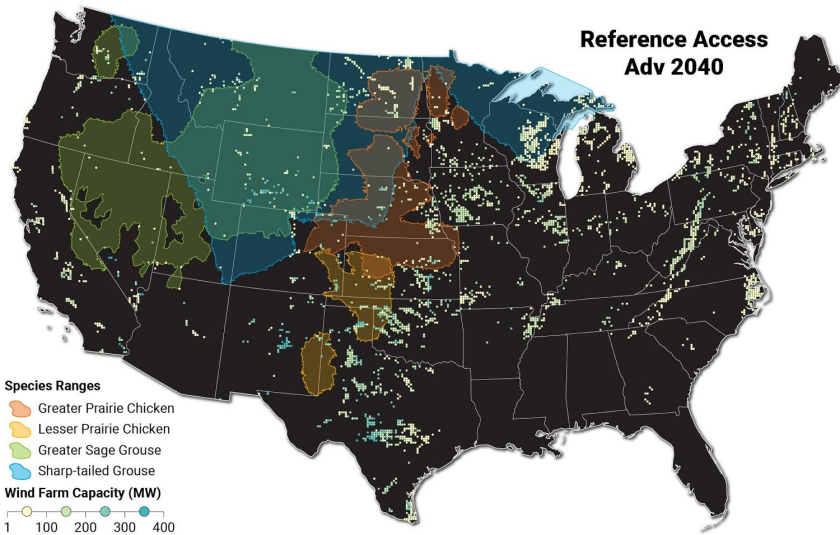 Reference Access
Adv 2040
Species Ranges
Greater Prairie Chicken
Lesser Prairie Chicken
Greater Sage Grouse
Sharp-tailed Grouse
Wind Farm Capacity (MW)
1 100 200 300 400